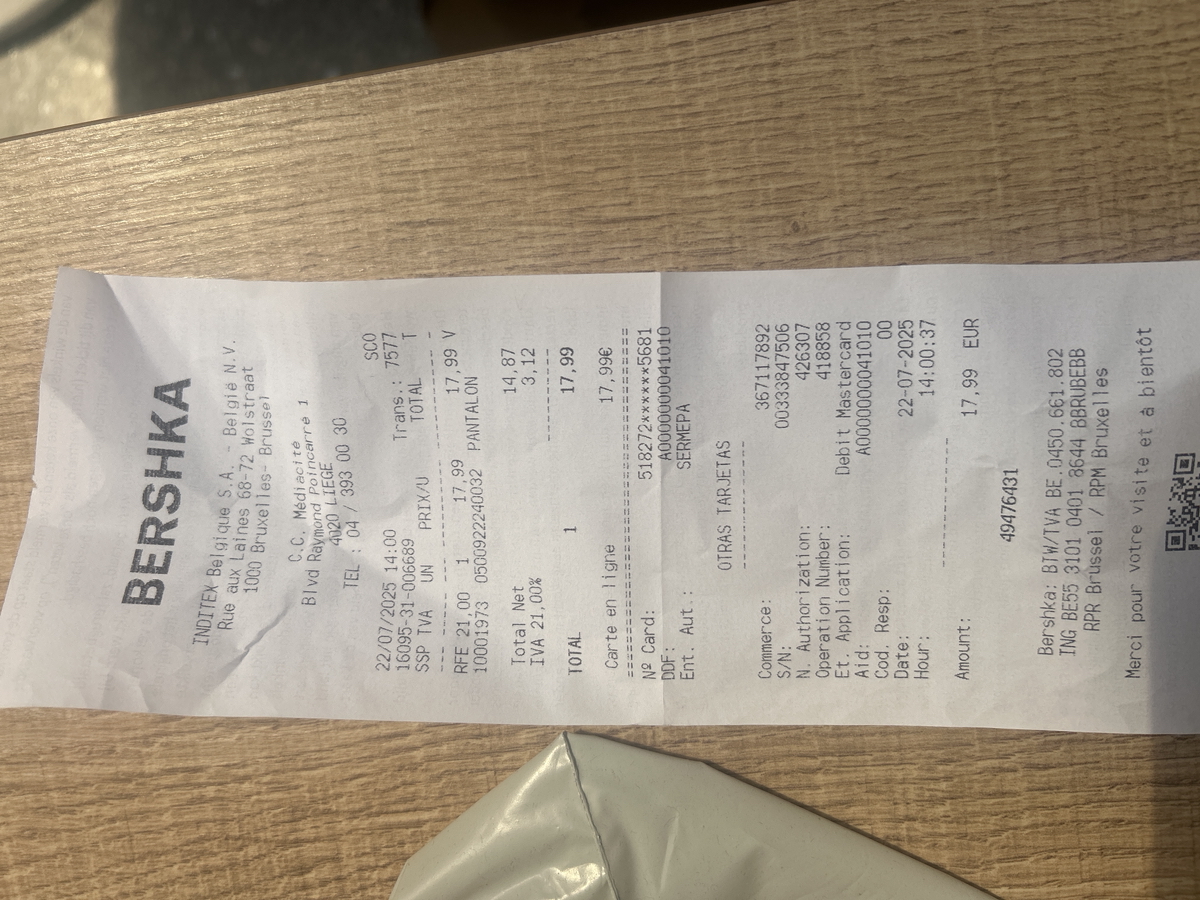 BERSHKA
INDITEX Belgique S.A. - België N.V.
Rue aux Laines 68-72 Wolstraat
1000 Bruxelles- Brussel
C.C. Médiacité
Blvd Raymond Poincarré 1
4020 LIEGE
TEL : 04 / 393 00 30
22/07/2025 14:00 SCO
16095-31-006689 Trans.: 7577
SSP TVA UN PRIX/U TOTAL T
RFE 21,00 1 17,99 17,99 V
10001973 05009222240032 PANTALON
Total Net 14,87
IVA 21,00% 3,12
TOTAL 1 17,99
Carte en ligne 17,99€
Nº Card: 518272******5681
DDF: A0000000041010
Ent. Aut.: SERMEPA
OTRAS TARJETAS
Commerce: 367117892
S/N: 00333847506
N. Authorization: 426307
Operation Number: 418858
Et. Application: Debit Mastercard
Aid: A0000000041010
Cod. Resp: 00
Date: 22-07-2025
Hour: 14:00:37
Amount: 17,99 EUR
49476431
Bershka: BTW/TVA BE.0450.661.802
ING BE55 3101 0401 8644 BBRUBEBB
RPR Brussel / RPM Bruxelles
Merci pour votre visite et à bientôt